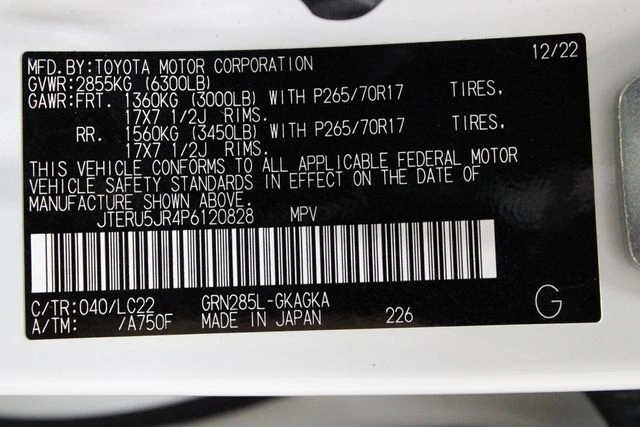 MFD.BY:TOYOTA MOTOR CORPORATION 12/22
GVWR:2855KG (6300LB)
GAWR:FRT. 1360KG (3000LB) WITH P265/70R17 TIRES,
17X7 1/2J RIMS.
RR. 1560KG (3450LB) WITH P265/70R17 TIRES,
17X7 1/2J RIMS.
THIS VEHICLE CONFORMS TO ALL APPLICABLE FEDERAL MOTOR
VEHICLE SAFETY STANDARDS IN EFFECT ON THE DATE OF
MANUFACTURE SHOWN ABOVE.
JTERU5JR4P6120828 MPV
C/TR:040/LC22 GRN285L-GKAGKA
A/TM: /A750F MADE IN JAPAN 226 G